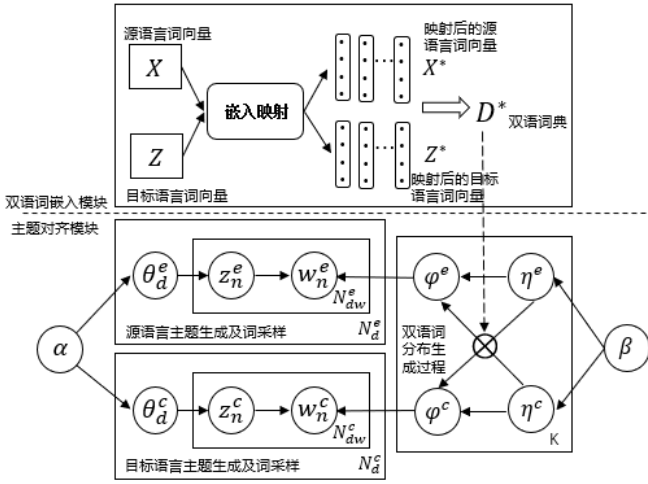 源语言词向量
X
Z
目标语言词向量
嵌入映射
映射后的源
语言词向量
X*
D*
双语词典
Z*
映射后的目标
语言词向量
双语词嵌入模块
主题对齐模块
α
θ_d^e
z_n^e
w_n^e
N_{dw}^e
N_d^e
源语言主题生成及词采样
θ_d^c
z_n^c
w_n^c
N_{dw}^c
N_d^c
目标语言主题生成及词采样
φ^e
η^e
双语词
分布生
成过程
φ^c
η^c
K
β